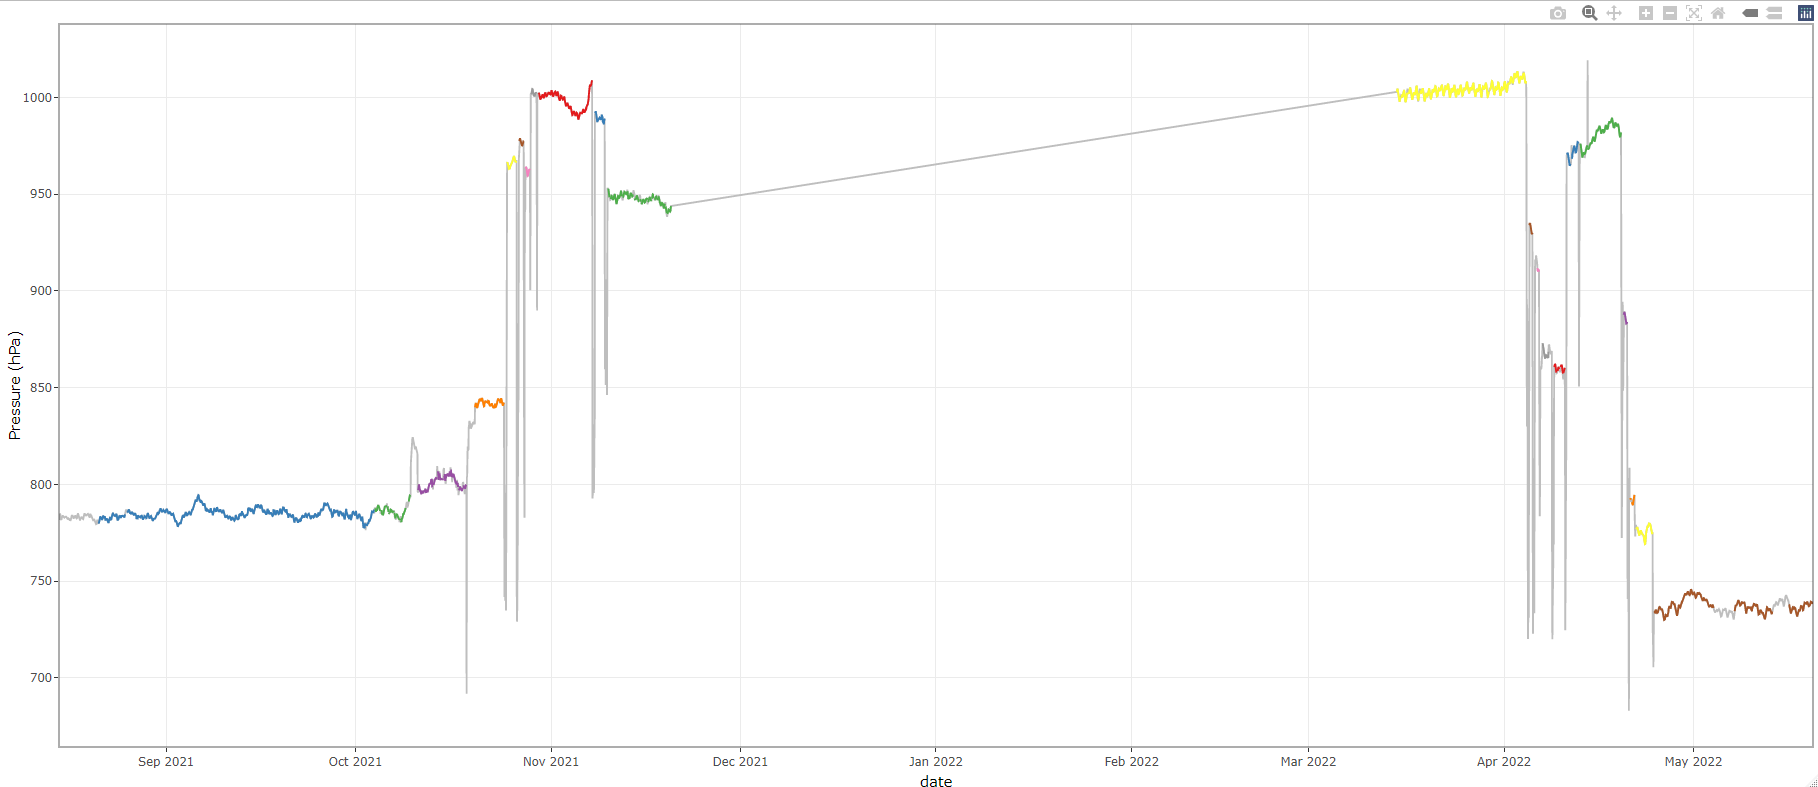 1000
950
900
850
800
750
700
Pressure (hPa)
Sep 2021
Oct 2021
Nov 2021
Dec 2021
Jan 2022
Feb 2022
Mar 2022
Apr 2022
May 2022
date